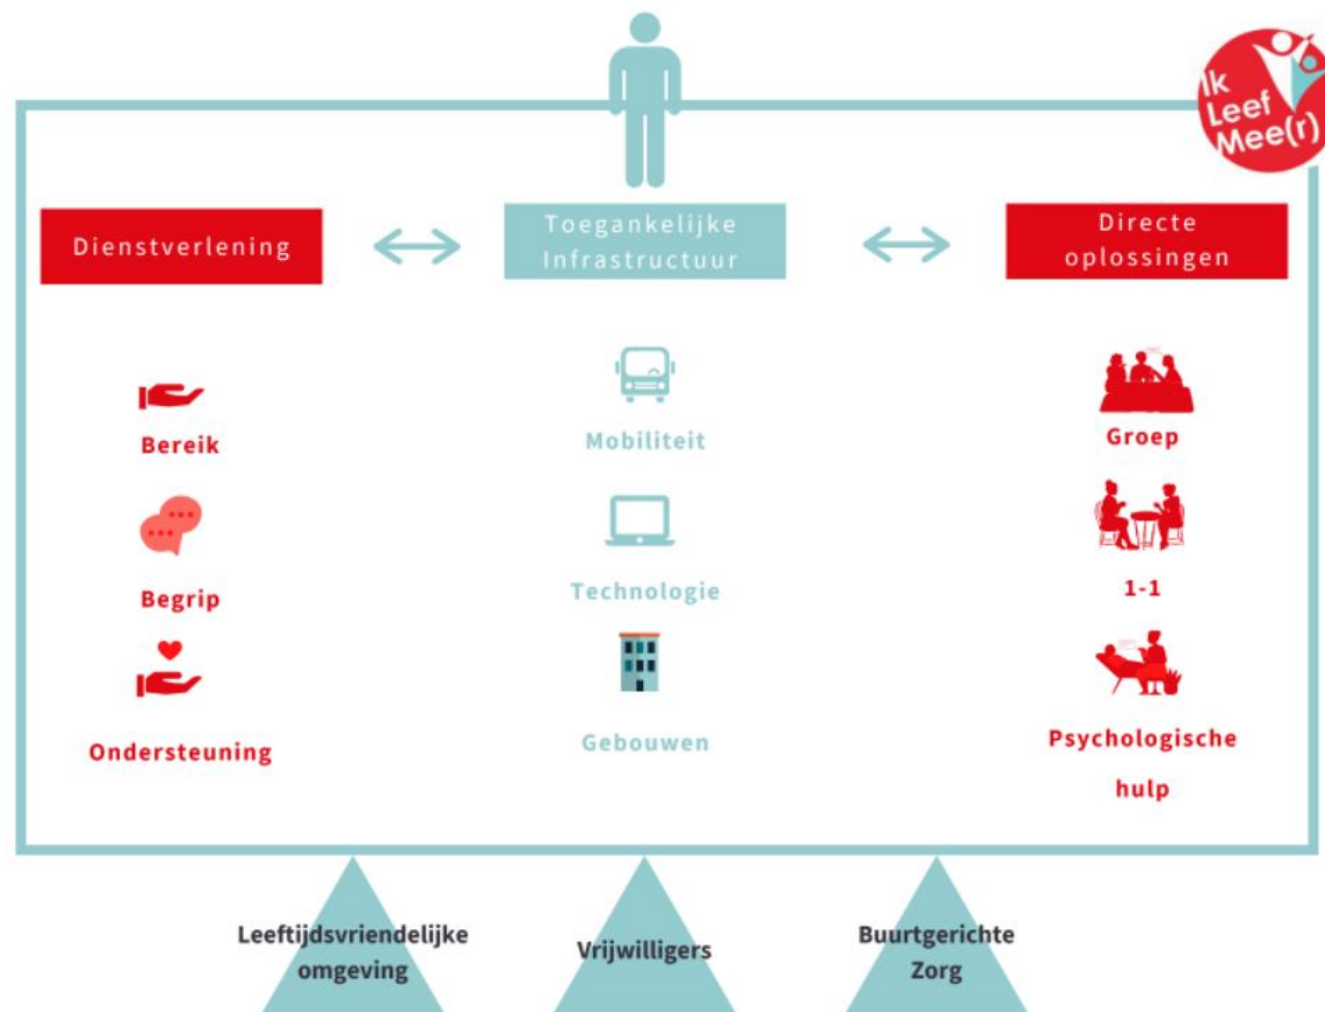 Ik
Leef
Mee(r)
Dienstverlening
Toegankelijke
Infrastructuur
Directe
oplossingen
Bereik
Mobiliteit
Groep
Begrip
Technologie
1-1
Ondersteuning
Gebouwen
Psychologische
hulp
Leeftijdsvriendelijke
omgeving
Vrijwilligers
Buurtgerichte
Zorg